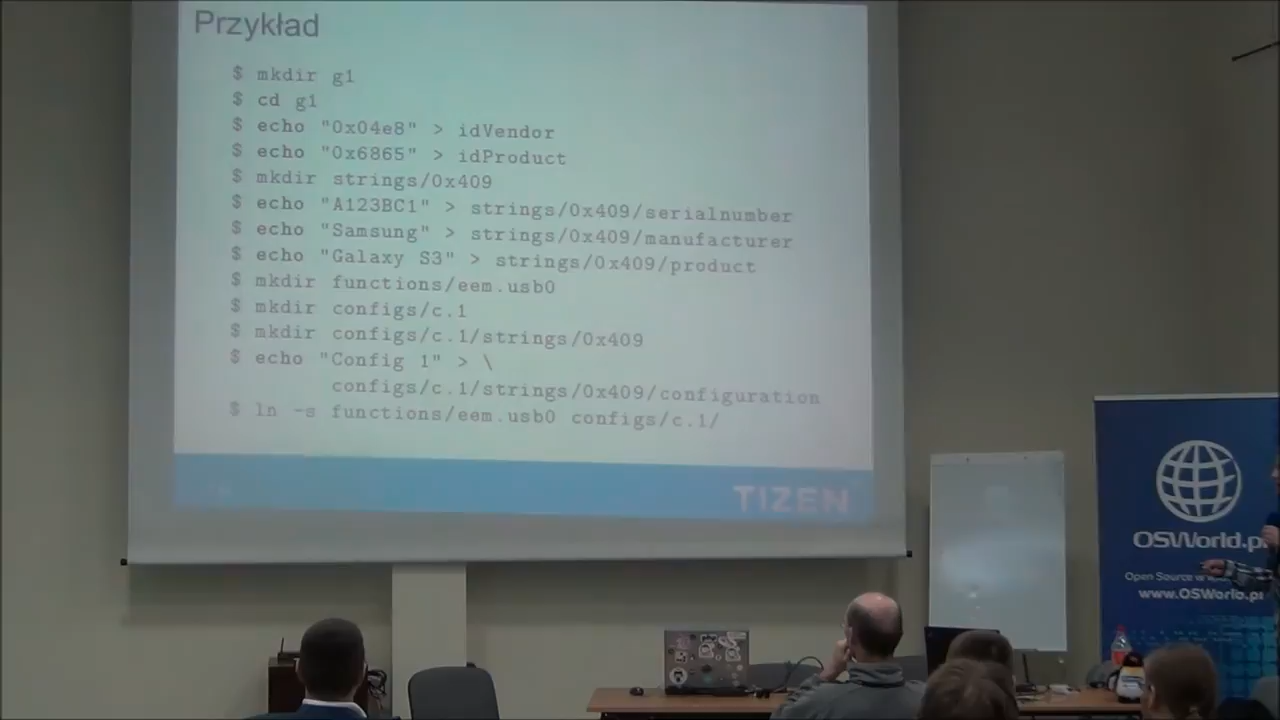 Przykład
$ mkdir g1
$ cd g1
$ echo "0x04e8" > idVendor
$ echo "0x6865" > idProduct
$ mkdir strings/0x409
$ echo "A123BC1" > strings/0x409/serialnumber
$ echo "Samsung" > strings/0x409/manufacturer
$ echo "Galaxy S3" > strings/0x409/product
$ mkdir functions/eem.usb0
$ mkdir configs/c.1
$ mkdir configs/c.1/strings/0x409
$ echo "Config 1" > \
configs/c.1/strings/0x409/configuration
$ ln -s functions/eem.usb0 configs/c.1/
TIZEN
OSWorld.pl
Open Source w
www.OSWorld.pl